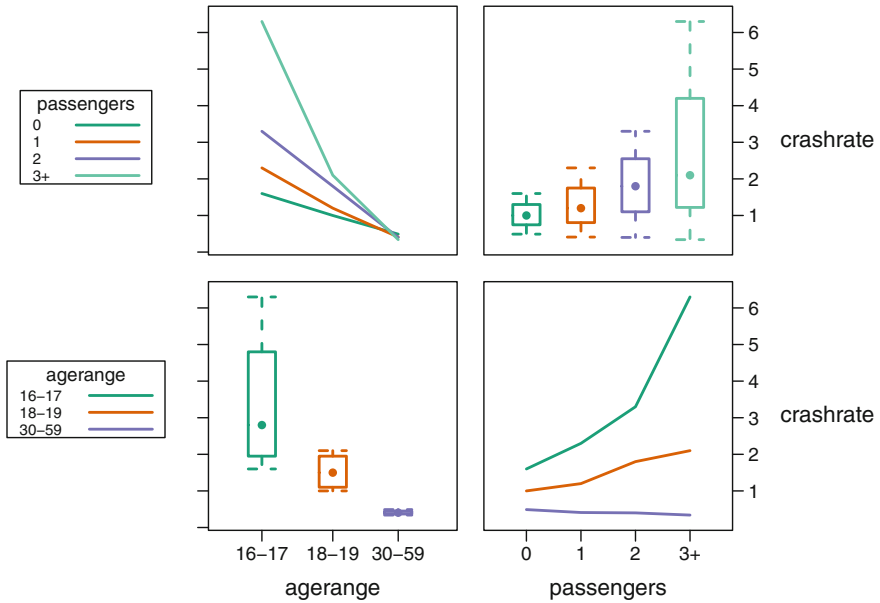 passengers
0
1
2
3+
6
5
4
3
2
1
crashrate
agerange
16–17
18–19
30–59
6
5
4
3
2
1
crashrate
16–17 18–19 30–59
agerange
0 1 2 3+
passengers